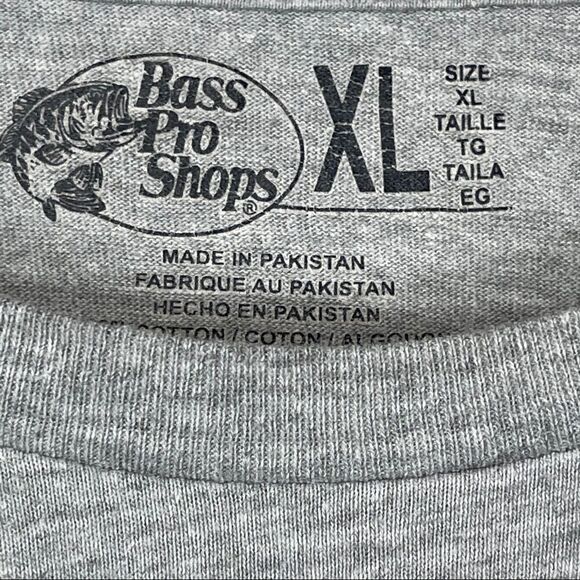 Bass
Pro
Shops®
XL
SIZE
XL
TAILLE
TG
TAILA
EG
MADE IN PAKISTAN
FABRIQUE AU PAKISTAN
HECHO EN PAKISTAN
COTTON / COTON /